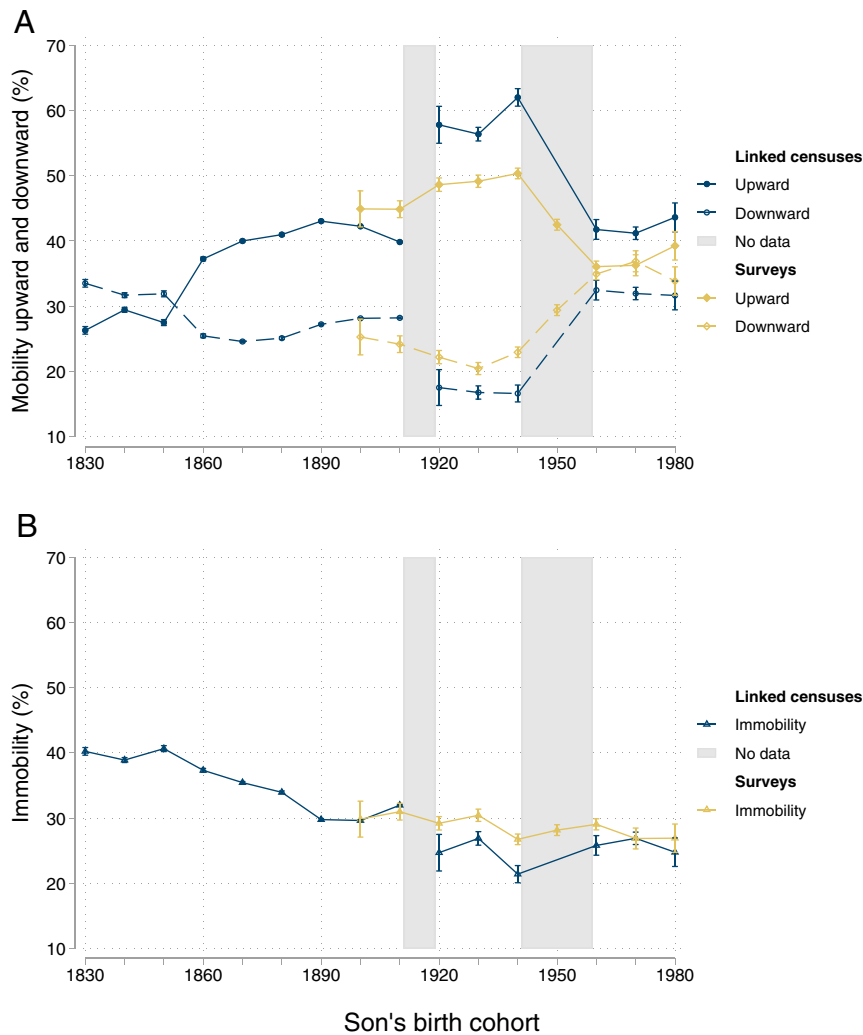 A
Mobility upward and downward (%)
70
60
50
40
30
20
10
1830
1860
1890
1920
1950
1980
Linked censuses
Upward
Downward
No data
Surveys
Upward
Downward
B
Immobility (%)
70
60
50
40
30
20
10
1830
1860
1890
1920
1950
1980
Linked censuses
Immobility
No data
Surveys
Immobility
Son's birth cohort